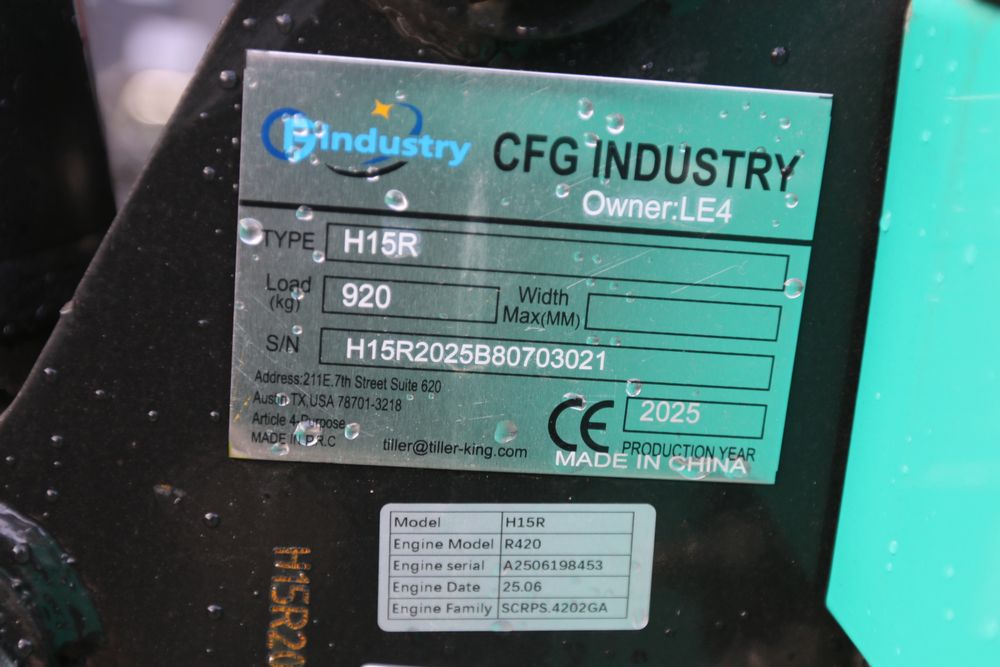 HIndustry
CFG INDUSTRY
Owner:LE4
TYPE H15R
Load (kg) 920 Width Max(MM)
S/N H15R2025B80703021
Address:211E.7th Street Suite 620
Austin TX,USA 78701-3218
Article 4-Purpose
MADE IN P.R.C
tiller@tiller-king.com
CE 2025
PRODUCTION YEAR
MADE IN CHINA
Model H15R
Engine Model R420
Engine serial A2506198453
Engine Date 25.06
Engine Family SCRPS.4202GA
H15R20